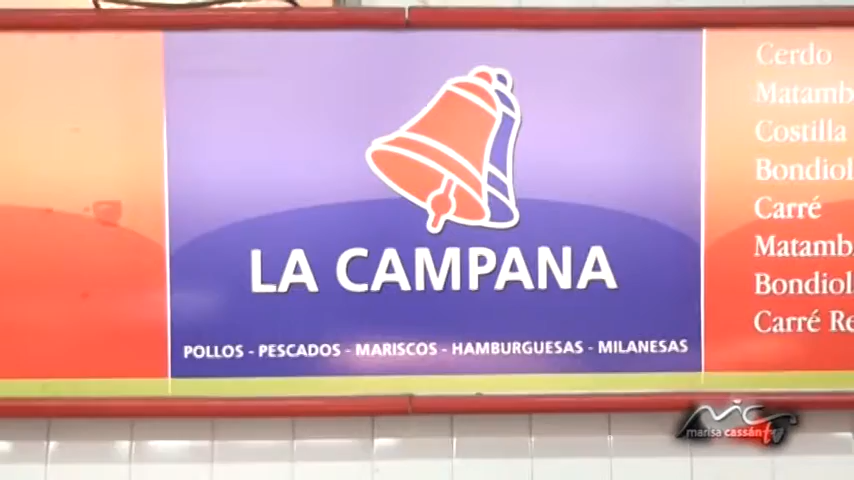 LA CAMPANA
POLLOS - PESCADOS - MARISCOS - HAMBURGUESAS - MILANESAS
Cerdo
Matamb
Costilla
Bondiol
Carré
Matamb
Bondiol
Carré Re
marisa cassán tv